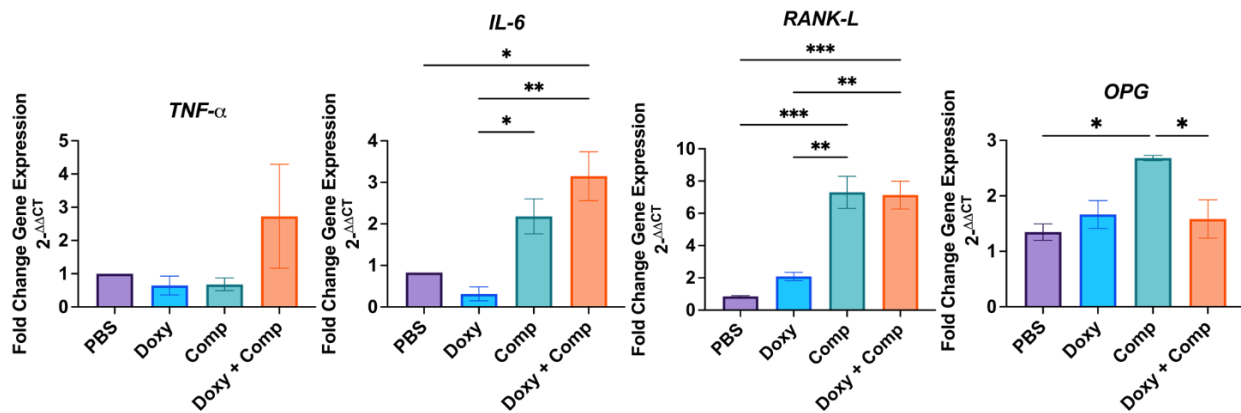 TNF-α
Fold Change Gene Expression
2-ΔΔCT
5
4
3
2
1
0
PBS
Doxy
Comp
Doxy + Comp
IL-6
*
**
*
Fold Change Gene Expression
2-ΔΔCT
4
3
2
1
0
PBS
Doxy
Comp
Doxy + Comp
RANK-L
***
**
***
**
Fold Change Gene Expression
2-ΔΔCT
10
8
6
4
2
0
PBS
Doxy
Comp
Doxy + Comp
OPG
*
*
Fold Change Gene Expression
2-ΔΔCT
3
2
1
0
PBS
Doxy
Comp
Doxy + Comp